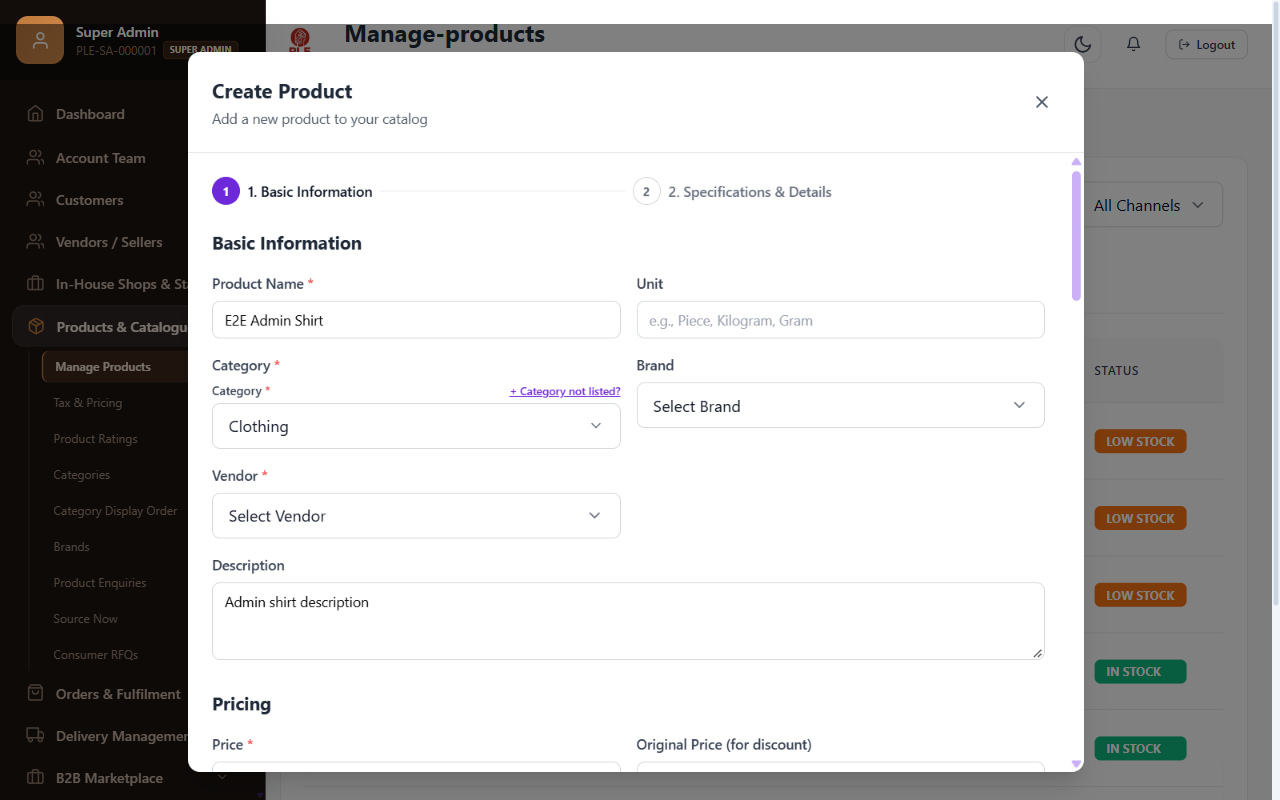 Super Admin
PLE-SA-000001 SUPER ADMIN
Manage-products
Logout
Create Product
Add a new product to your catalog
Dashboard
Account Team
Customers
Vendors / Sellers
In-House Shops & St
Products & Catalogu
Manage Products
Tax & Pricing
Product Ratings
Categories
Category Display Order
Brands
Product Enquiries
Source Now
Consumer RFQs
Orders & Fulfilment
Delivery Managemen
B2B Marketplace
1 1. Basic Information
2 2. Specifications & Details
Basic Information
Product Name *
Unit
E2E Admin Shirt
e.g., Piece, Kilogram, Gram
Category *
Brand
Category *
+ Category not listed?
Clothing
Select Brand
Vendor *
Select Vendor
Description
Admin shirt description
Pricing
Price *
Original Price (for discount)
All Channels
STATUS
LOW STOCK
LOW STOCK
LOW STOCK
IN STOCK
IN STOCK